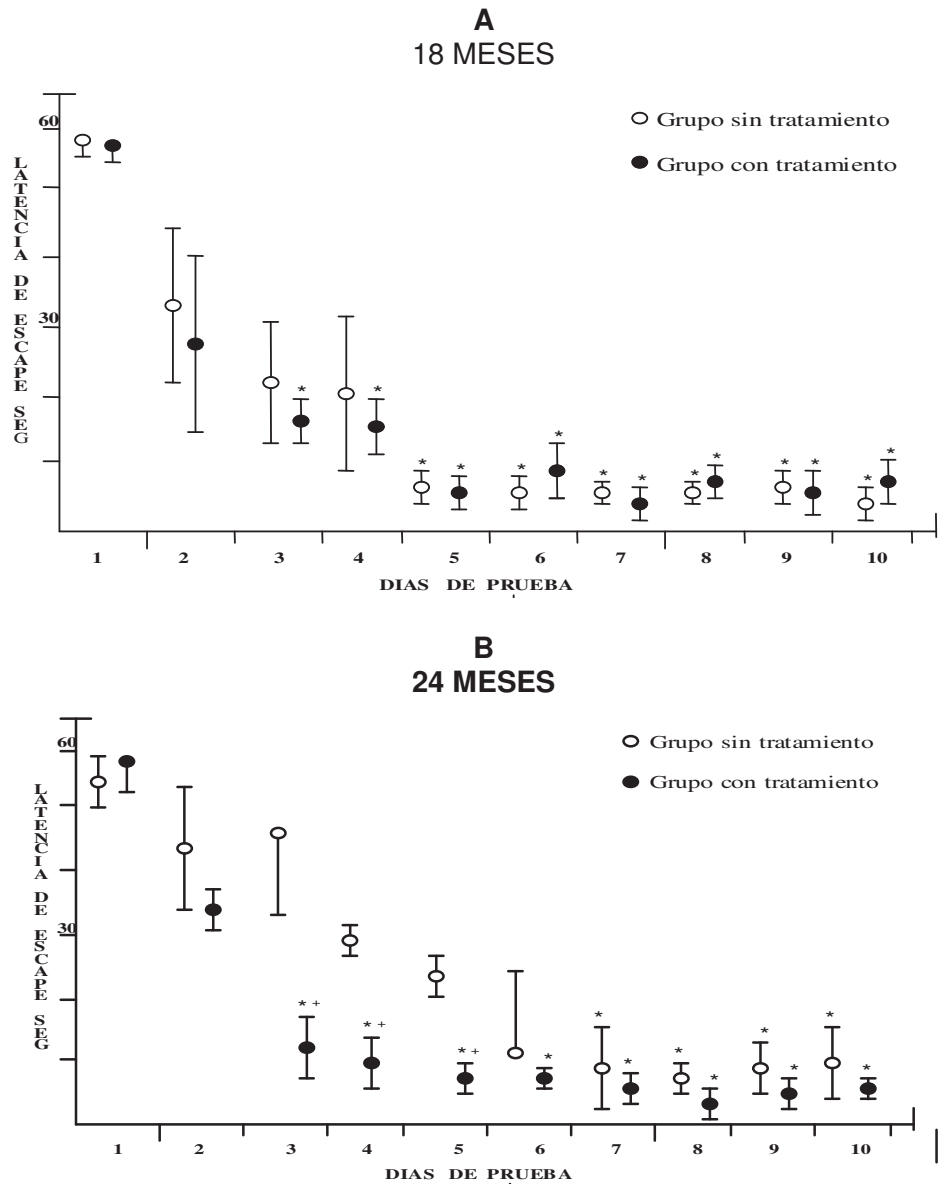 A
18 MESES
60
LATENCIA DE ESCAPE SEG
30
Grupo sin tratamiento
Grupo con tratamiento
* * * * * * * * * * * * * *
1 2 3 4 5 6 7 8 9 10
DIAS DE PRUEBA
B
24 MESES
60
LATENCIA DE ESCAPE SEG
30
Grupo sin tratamiento
Grupo con tratamiento
* + * + * + * * * * * * * * *
1 2 3 4 5 6 7 8 9 10
DIAS DE PRUEBA